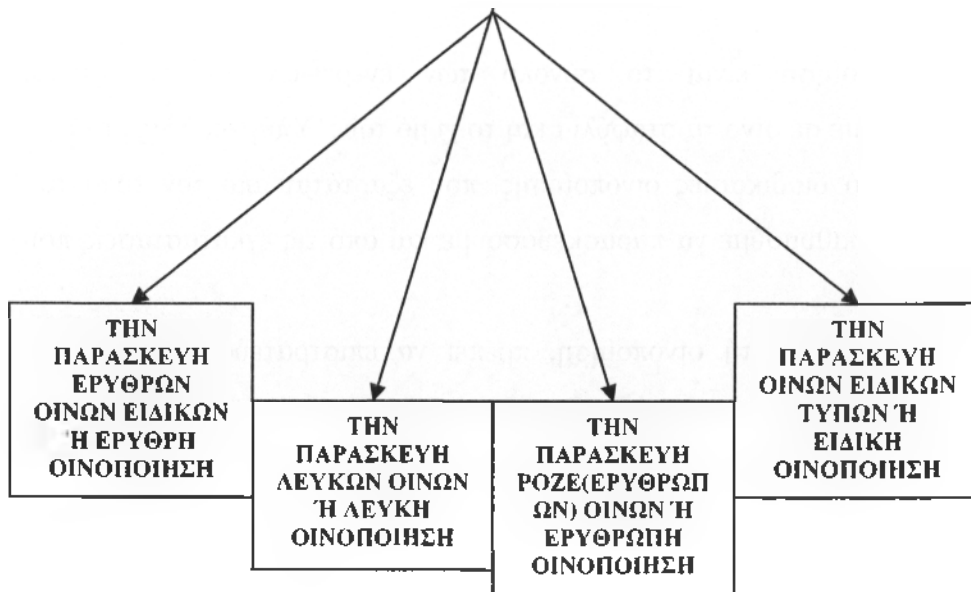 ΤΗΝ
ΠΑΡΑΣΚΕΥΗ
ΕΡΥΘΡΩΝ
ΟΙΝΩΝ ΕΙΔΙΚΩΝ
Ή ΕΡΥΘΡΗ
ΟΙΝΟΠΟΙΗΣΗ
ΤΗΝ
ΠΑΡΑΣΚΕΥΗ
ΛΕΥΚΩΝ ΟΙΝΩΝ
Ή ΛΕΥΚΗ
ΟΙΝΟΠΟΙΗΣΗ
ΤΗΝ
ΠΑΡΑΣΚΕΥΗ
ΡΟΖΕ(ΕΡΥΘΡΩΠ
ΩΝ) ΟΙΝΩΝ Ή
ΕΡΥΘΡΩΠΗ
ΟΙΝΟΠΟΙΗΣΗ
ΤΗΝ
ΠΑΡΑΣΚΕΥΗ
ΟΙΝΩΝ ΕΙΔΙΚΩΝ
ΤΥΠΩΝ Ή
ΕΙΔΙΚΗ
ΟΙΝΟΠΟΙΗΣΗ